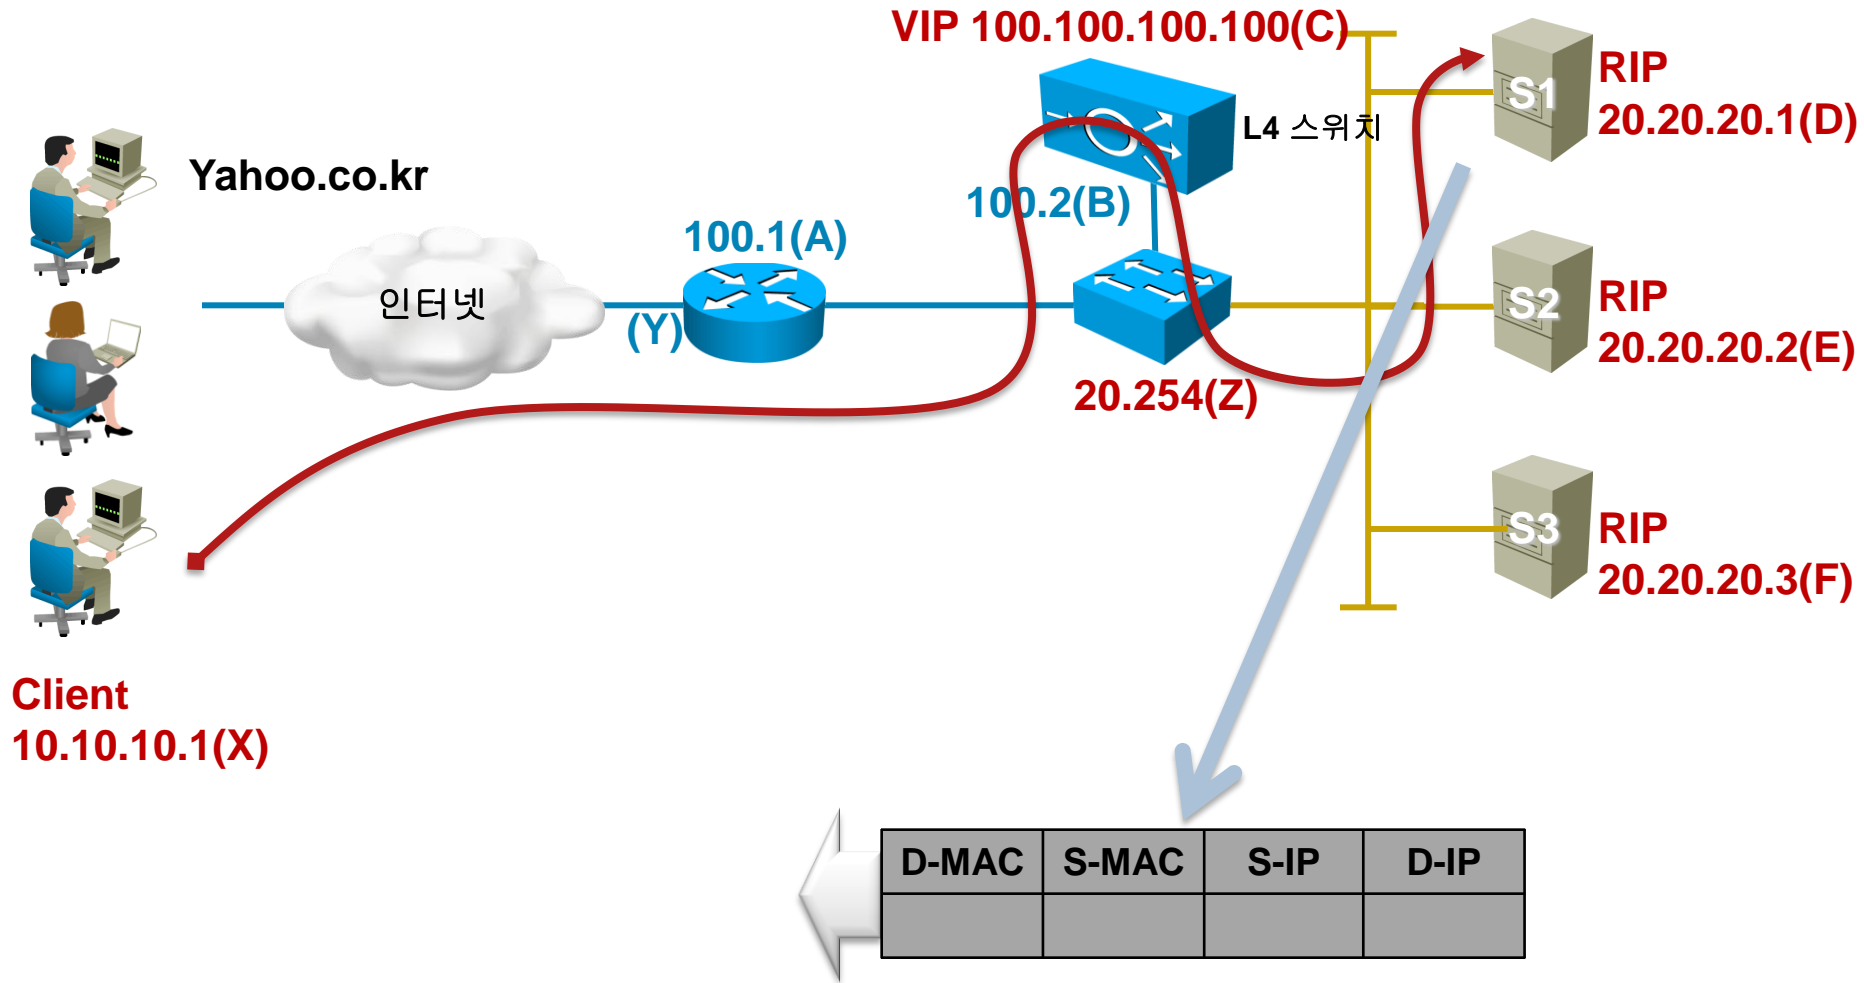 VIP 100.100.100.100(C)
S1
RIP
20.20.20.1(D)
L4 스위치
Yahoo.co.kr
100.2(B)
100.1(A)
인터넷
(Y)
S2
RIP
20.20.20.2(E)
20.254(Z)
S3
RIP
20.20.20.3(F)
Client
10.10.10.1(X)
D-MAC S-MAC S-IP D-IP